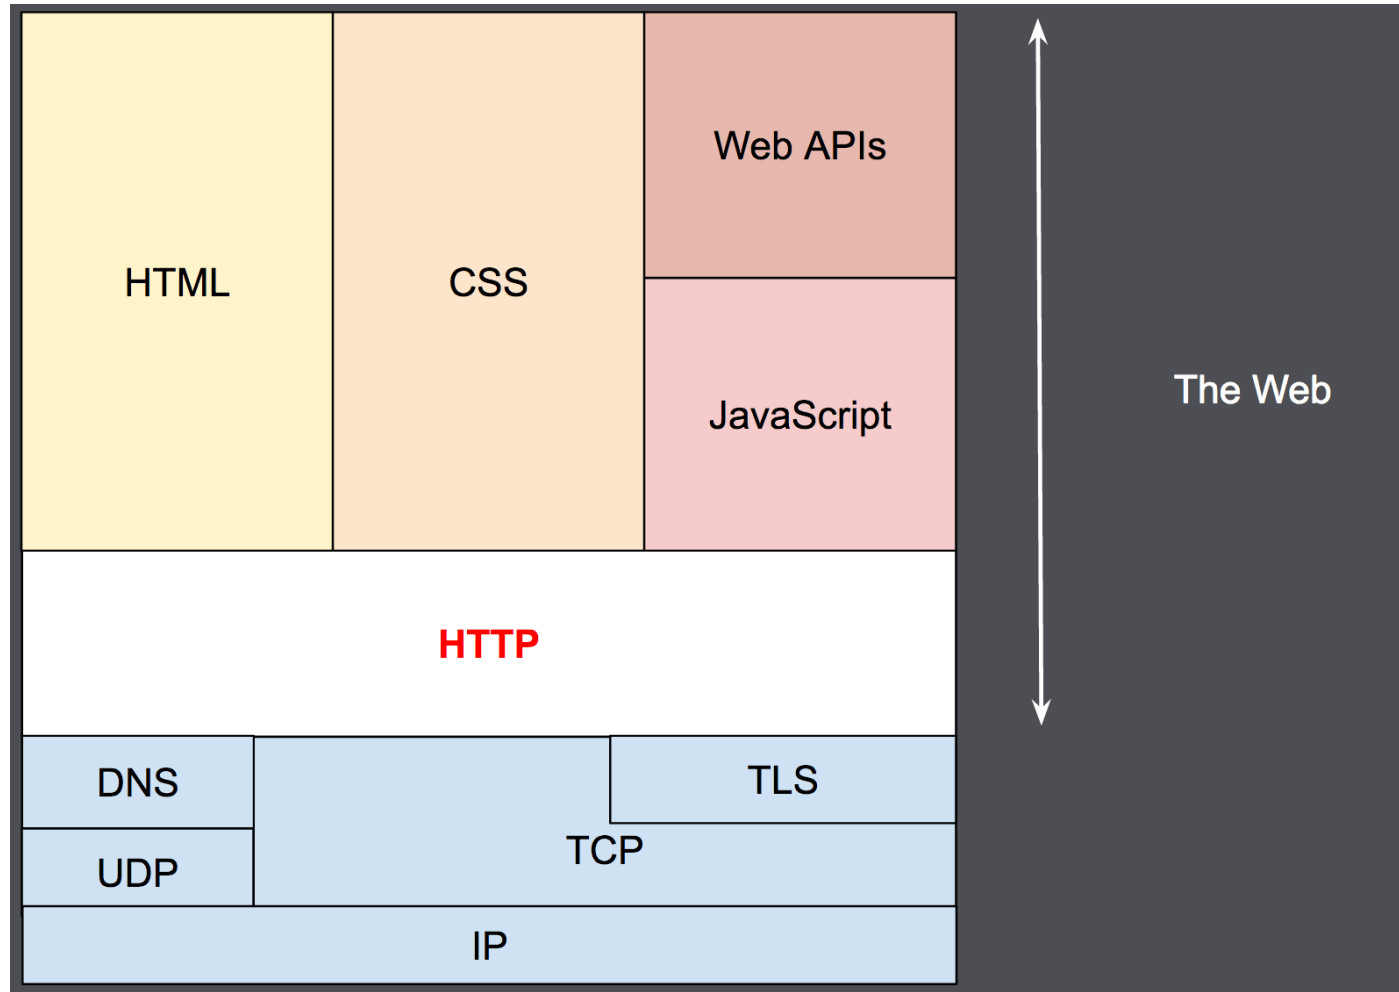 Web APIs
HTML
CSS
JavaScript
The Web
HTTP
DNS
TLS
TCP
UDP
IP